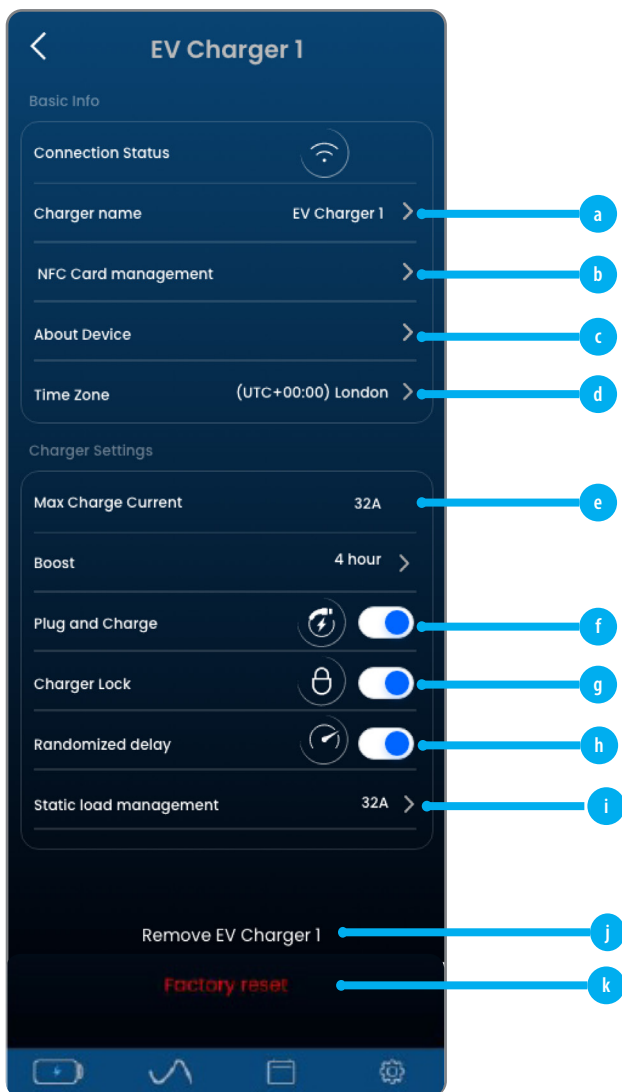 EV Charger 1
Basic Info
Connection Status
Charger name EV Charger 1 a
NFC Card management b
About Device c
Time Zone (UTC+00:00) London d
Charger Settings
Max Charge Current 32A e
Boost 4 hour
Plug and Charge f
Charger Lock g
Randomized delay h
Static load management 32A i
Remove EV Charger 1 j
Factory reset k